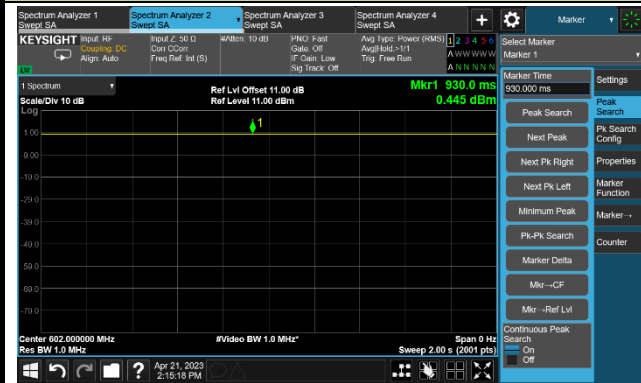 Spectrum Analyzer 1
Swept SA
Spectrum Analyzer 2
Swept SA
Spectrum Analyzer 3
Swept SA
Spectrum Analyzer 4
Swept SA
+
Marker
KEYSIGHT
Input: RF
Coupling: DC
Align: Auto
Input Z: 50 Ω
Corr CCorr
Freq Ref: Int (S)
#Atten: 10 dB
PNO: Fast
Gate: Off
IF Gain: Low
Sig Track: Off
Avg Type: Power (RMS)
Avg|Hold:>1/1
Trig: Free Run
1 2 3 4 5 6
A W W W W W
A N N N N N
Select Marker
Marker 1
1 Spectrum
Scale/Div 10 dB
Log
Ref Lvl Offset 11.00 dB
Ref Level 11.00 dBm
Mkr1 930.0 ms
0.445 dBm
1
1.00
-9.00
-19.0
-29.0
-39.0
-49.0
-59.0
-69.0
-79.0
Center 602.000000 MHz
Res BW 1.0 MHz
#Video BW 1.0 MHz*
Span 0 Hz
Sweep 2.00 s (2001 pts)
Marker Time
930.000 ms
Peak Search
Next Peak
Next Pk Right
Next Pk Left
Minimum Peak
Pk-Pk Search
Marker Delta
Mkr→CF
Mkr→Ref Lvl
Continuous Peak
Search
On
Off
Settings
Peak
Search
Pk Search
Config
Properties
Marker
Function
Marker→
Counter
?
Apr 21, 2023
2:15:18 PM